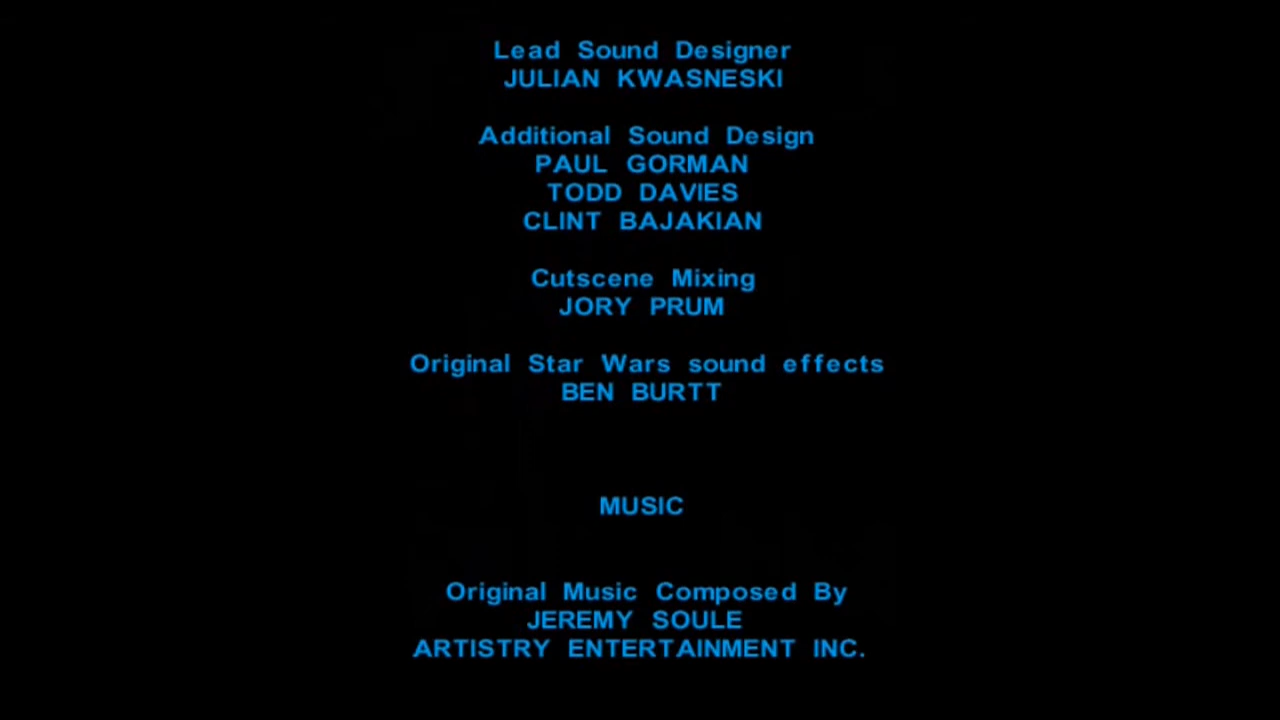 Lead Sound Designer
JULIAN KWASNESKI
Additional Sound Design
PAUL GORMAN
TODD DAVIES
CLINT BAJAKIAN
Cutscene Mixing
JORY PRUM
Original Star Wars sound effects
BEN BURTT
MUSIC
Original Music Composed By
JEREMY SOULE
ARTISTRY ENTERTAINMENT INC.